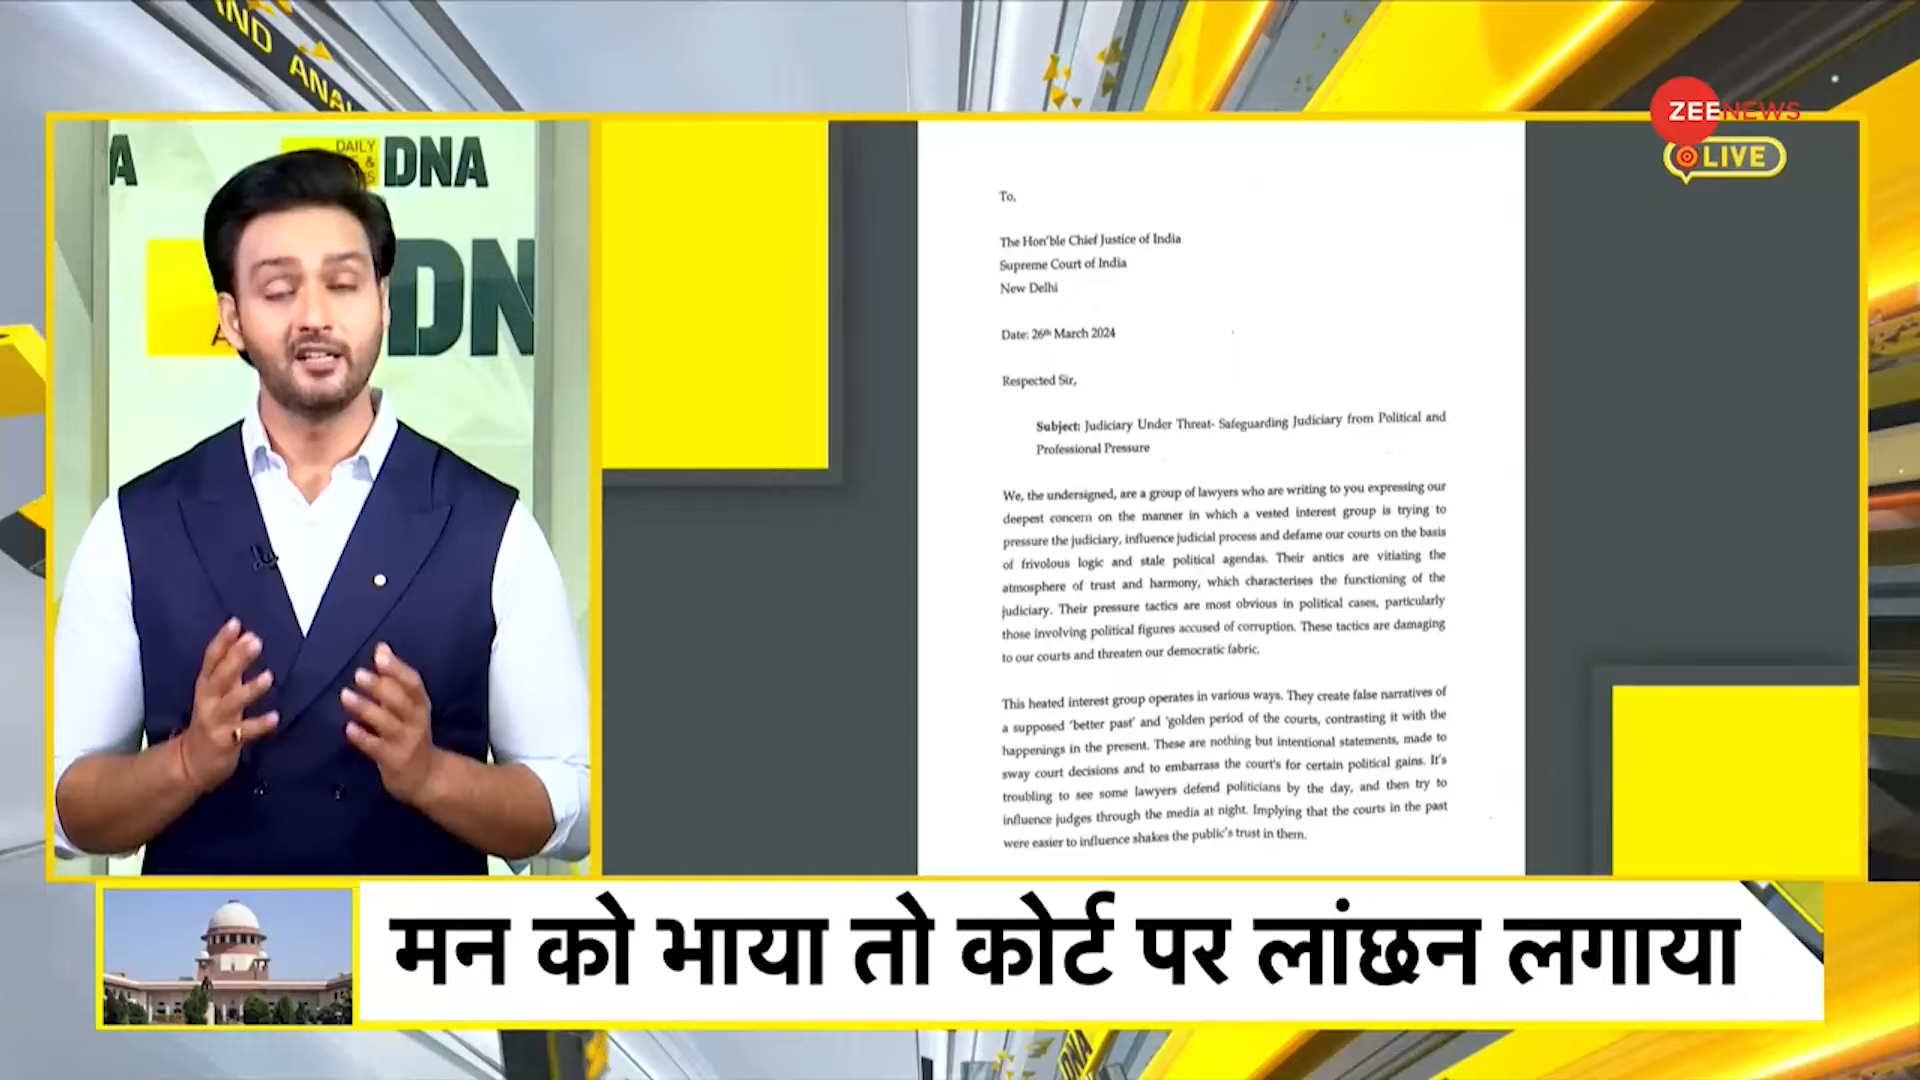 AND
ANAL
ZEENEWS
LIVE
A
DAILY
&
DNA
DN
To,
The Hon'ble Chief Justice of India
Supreme Court of India
New Delhi
Date: 26th March 2024
Respected Sir,
Subject: Judiciary Under Threat- Safeguarding Judiciary from Political and
Professional Pressure
We, the undersigned, are a group of lawyers who are writing to you expressing our
deepest concern on the manner in which a vested interest group is trying to
pressure the judiciary, influence judicial process and defame our courts on the basis
of frivolous logic and stale political agendas. Their antics are vitiating the
atmosphere of trust and harmony, which characterises the functioning of the
judiciary. Their pressure tactics are most obvious in political cases, particularly
those involving political figures accused of corruption. These tactics are damaging
to our courts and threaten our democratic fabric.
This heated interest group operates in various ways. They create false narratives of
a supposed 'better past' and 'golden period of the courts, contrasting it with the
happenings in the present. These are nothing but intentional statements, made to
sway court decisions and to embarrass the court's for certain political gains. It's
troubling to see some lawyers defend politicians by the day, and then try to
influence judges through the media at night. Implying that the courts in the past
were easier to influence shakes the public's trust in them.
मन को भाया तो कोर्ट पर लांछन लगाया
DNA